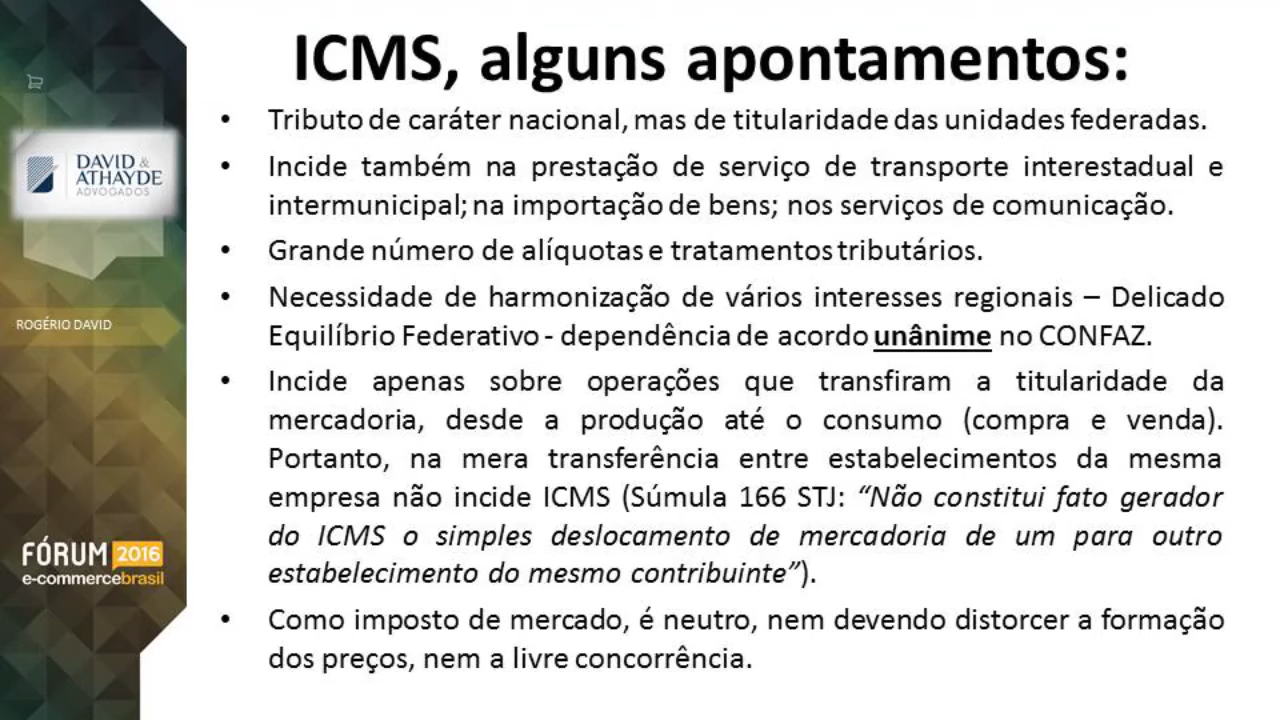 ICMS, alguns apontamentos:
• Tributo de caráter nacional, mas de titularidade das unidades federadas.
• Incide também na prestação de serviço de transporte interestadual e
intermunicipal; na importação de bens; nos serviços de comunicação.
• Grande número de alíquotas e tratamentos tributários.
• Necessidade de harmonização de vários interesses regionais – Delicado
Equilíbrio Federativo - dependência de acordo unânime no CONFAZ.
• Incide apenas sobre operações que transfiram a titularidade da
mercadoria, desde a produção até o consumo (compra e venda).
Portanto, na mera transferência entre estabelecimentos da mesma
empresa não incide ICMS (Súmula 166 STJ: “Não constitui fato gerador
do ICMS o simples deslocamento de mercadoria de um para outro
estabelecimento do mesmo contribuinte”).
• Como imposto de mercado, é neutro, nem devendo distorcer a formação
dos preços, nem a livre concorrência.
DAVID &
ATHAYDE
ADVOGADOS
ROGÉRIO DAVID
FÓRUM 2016
e-commercebrasil